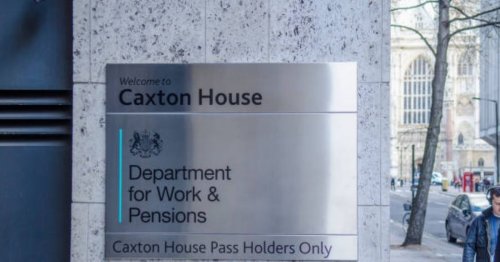 Welcome to
Caxton House
Department
for Work &
Pensions
Caxton House Pass Holders Only